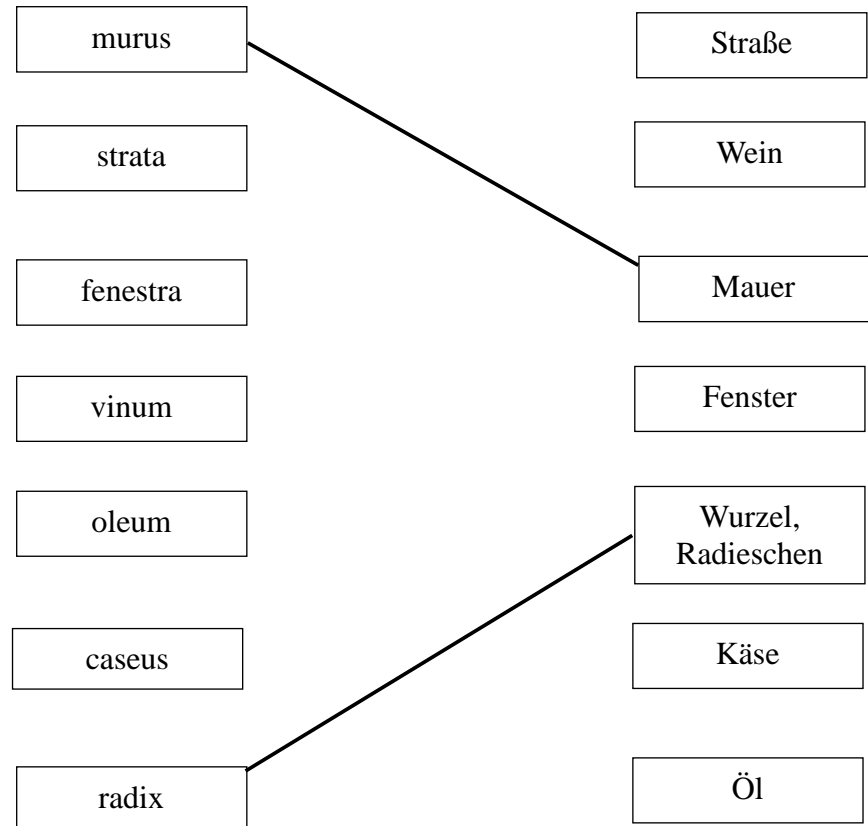 murus
Straße
strata
Wein
fenestra
Mauer
vinum
Fenster
oleum
Wurzel,
Radieschen
caseus
Käse
radix
Öl